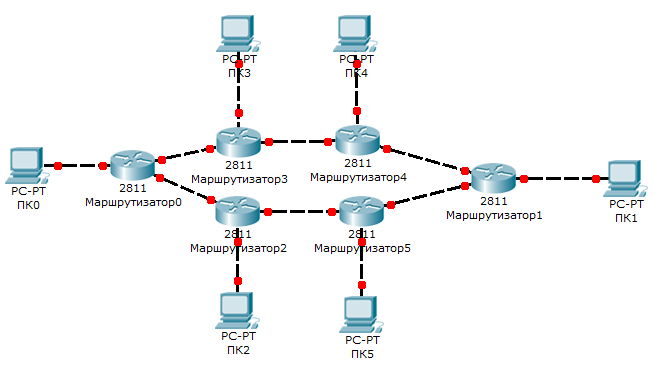 PC-PT
ПК3
PC-PT
ПК4
2811
Маршрутизатор3
2811
Маршрутизатор4
PC-PT
ПК0
2811
Маршрутизатор0
2811
Маршрутизатор1
PC-PT
ПК1
2811
Маршрутизатор2
2811
Маршрутизатор5
PC-PT
ПК2
PC-PT
ПК5